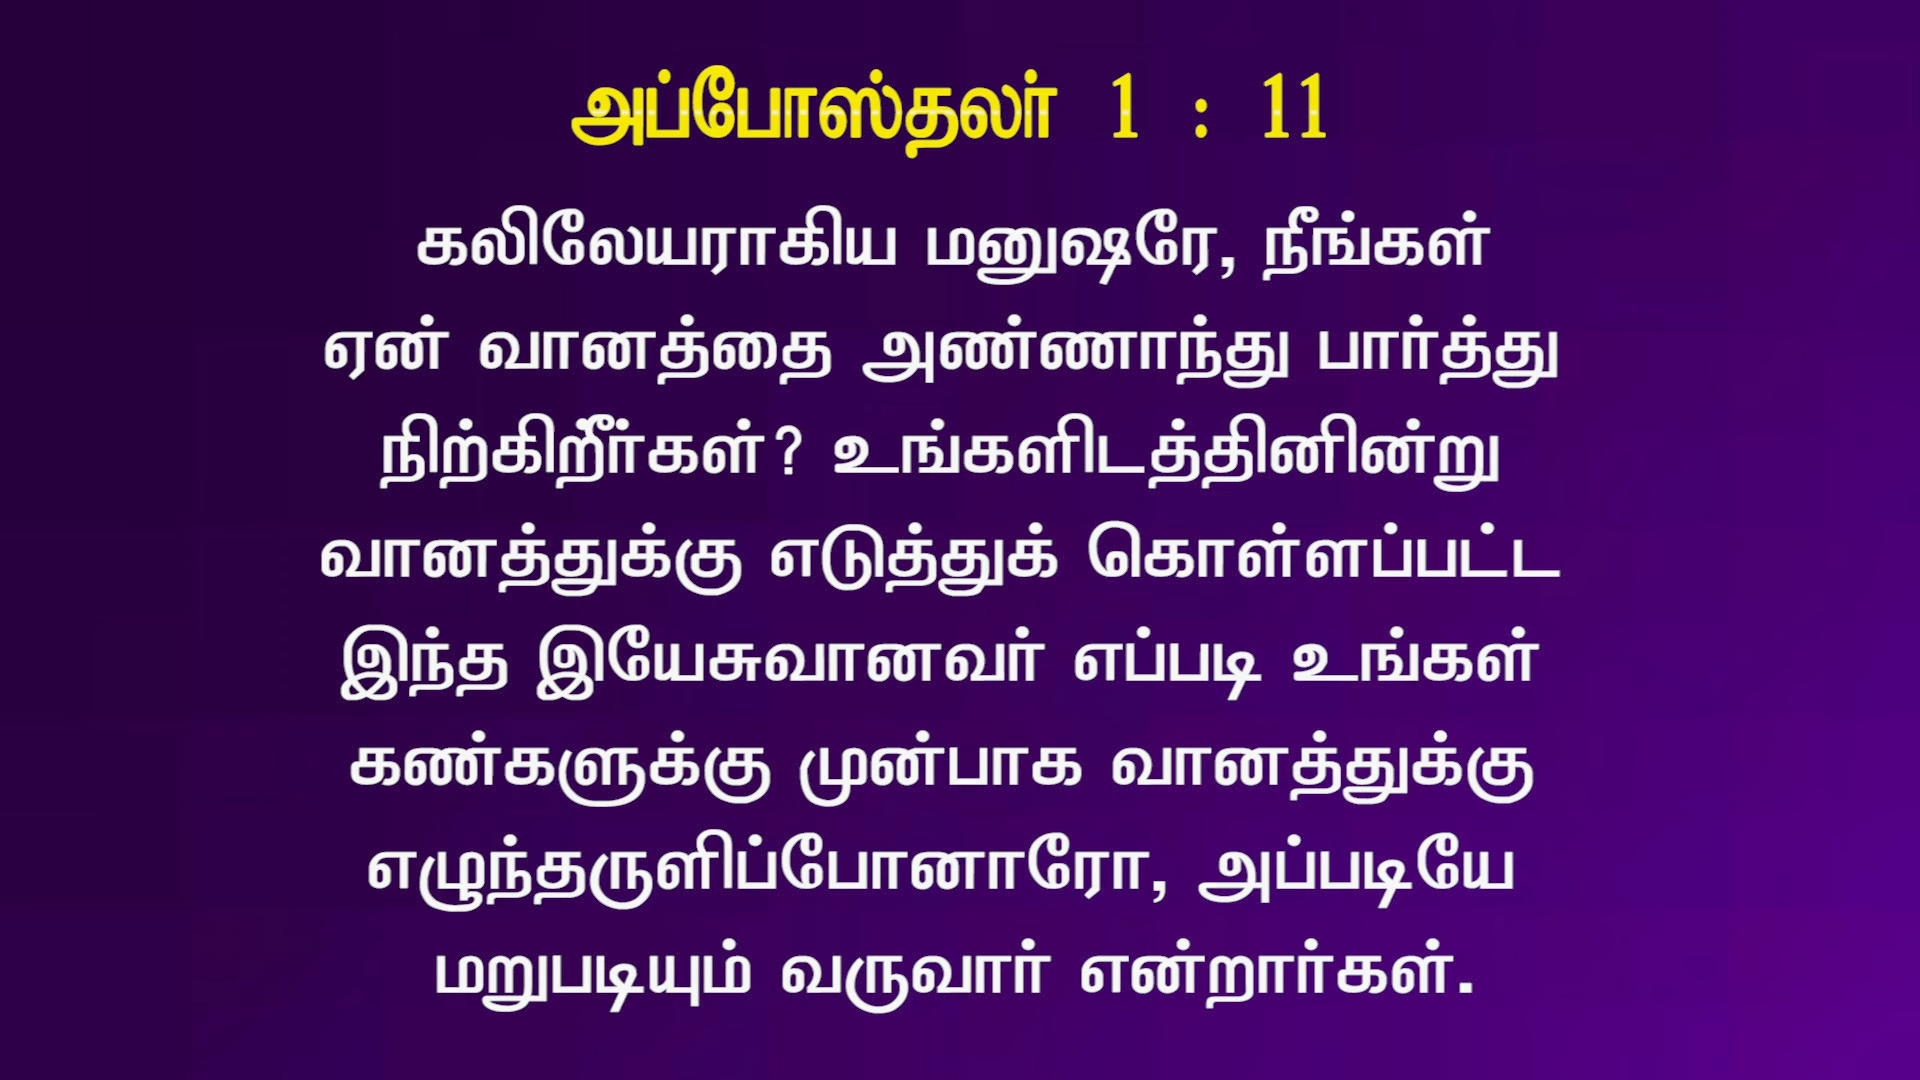 அப்போஸ்தலர் 1 : 11
கலிலேயராகிய மனுஷரே, நீங்கள்
ஏன் வானத்தை அண்ணாந்து பார்த்து
நிற்கிறீர்கள்? உங்களிடத்தினின்று
வானத்துக்கு எடுத்துக் கொள்ளப்பட்ட
இந்த இயேசுவானவர் எப்படி உங்கள்
கண்களுக்கு முன்பாக வானத்துக்கு
எழுந்தருளிப்போனாரோ, அப்படியே
மறுபடியும் வருவார் என்றார்கள்.